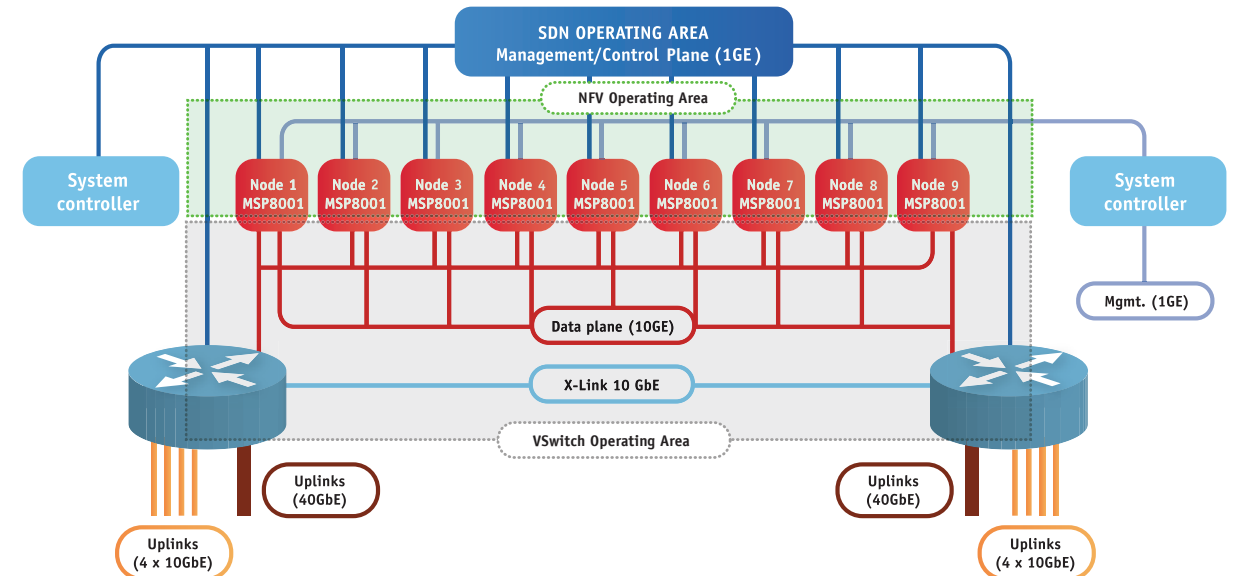 SDN OPERATING AREA
Management/Control Plane (1GE)
NFV Operating Area
System
controller
Node 1
MSP8001
Node 2
MSP8001
Node 3
MSP8001
Node 4
MSP8001
Node 5
MSP8001
Node 6
MSP8001
Node 7
MSP8001
Node 8
MSP8001
Node 9
MSP8001
System
controller
Mgmt. (1GE)
Data plane (10GE)
X-Link 10 GbE
VSwitch Operating Area
Uplinks
(40GbE)
Uplinks
(40GbE)
Uplinks
(4 x 10GbE)
Uplinks
(4 x 10GbE)